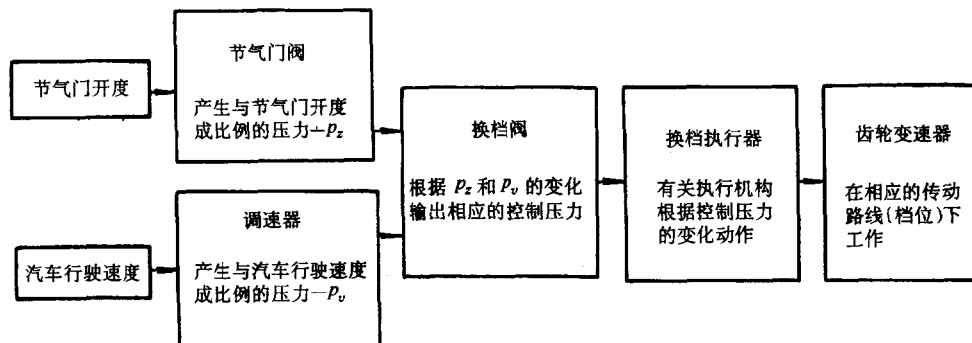 节气门开度
节气门阀
产生与节气门开度
成比例的压力—pz
汽车行驶速度
调速器
产生与汽车行驶速度
成比例的压力—pv
换档阀
根据 pz 和 pv 的变化
输出相应的控制压力
换档执行器
有关执行机构
根据控制压力
的变化动作
齿轮变速器
在相应的传动
路线(档位)下
工作